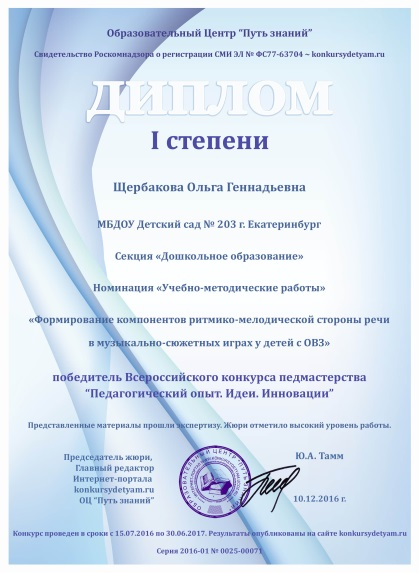 Образовательный Центр “Путь знаний”
Свидетельство Роскомнадзора о регистрации СМИ ЭЛ № ФС77-63704 ~ konkursydetyam.ru
ДИПЛОМ
I степени
Щербакова Ольга Геннадьевна
МБДОУ Детский сад № 203 г. Екатеринбург
Секция «Дошкольное образование»
Номинация «Учебно-методические работы»
«Формирование компонентов ритмико-мелодической стороны речи
в музыкально-сюжетных играх у детей с ОВЗ»
победитель Всероссийского конкурса педмастерства
“Педагогический опыт. Идеи. Инновации”
Представленные материалы прошли экспертизу. Жюри отметило высокий уровень работы.
Председатель жюри,
Главный редактор
Интернет-портала
konkursydetyam.ru
ОЦ “Путь знаний”
Ю.А. Тамм
10.12.2016 г.
Конкурс проведен в сроки с 15.07.2016 по 30.06.2017. Результаты опубликованы на сайте konkursydetyam.ru
Серия 2016-01 № 0025-00071